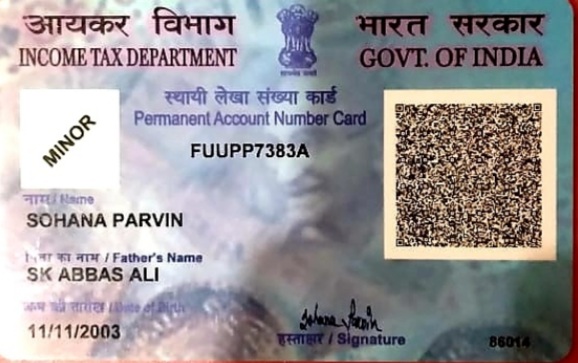 आयकर विभाग
INCOME TAX DEPARTMENT
सत्यमेव जयते
भारत सरकार
GOVT. OF INDIA
स्थायी लेखा संख्या कार्ड
Permanent Account Number Card
FUUPP7383A
MINOR
नाम / Name
SOHANA PARVIN
पिता का नाम / Father's Name
SK ABBAS ALI
जन्म की तारीख / Date of Birth
11/11/2003
Sohana Parvin
हस्ताक्षर / Signature
86014